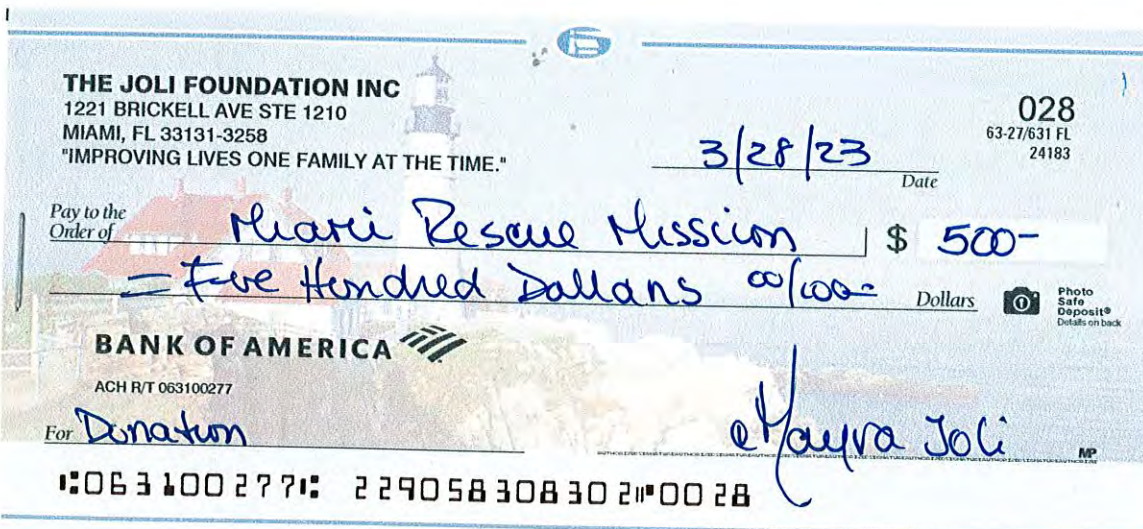 THE JOLI FOUNDATION INC
1221 BRICKELL AVE STE 1210
MIAMI, FL 33131-3258
"IMPROVING LIVES ONE FAMILY AT THE TIME."
028
63-27/631 FL
24183
3/28/23
Date
Pay to the
Order of Miami Rescue Mission $ 500-
= Five Hundred Dollars 00/100- Dollars
Photo
Safe
Deposit®
Details on back
BANK OF AMERICA
ACH R/T 063100277
For Donation
Mayra Joli
MP
⑆063100277⑆ 229058308302⑈0028